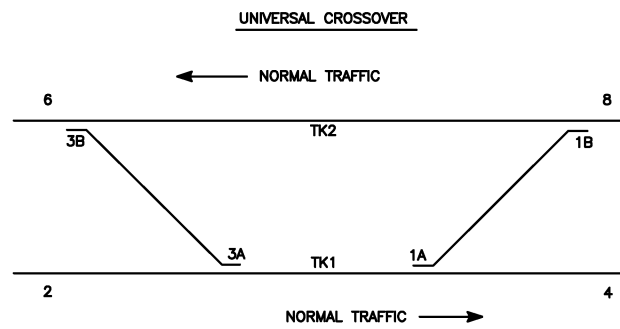 UNIVERSAL CROSSOVER
NORMAL TRAFFIC
6
8
TK2
3B
1B
3A
TK1
1A
2
4
NORMAL TRAFFIC